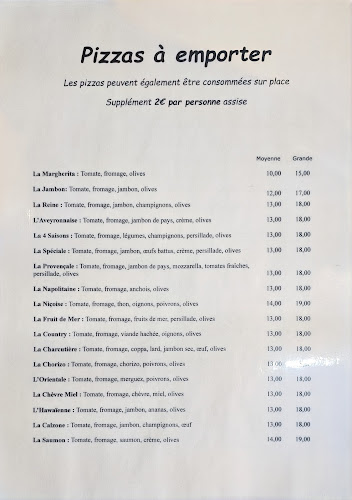 Pizzas à emporter
Les pizzas peuvent également être consommées sur place
Supplément 2€ par personne assise
Moyenne Grande
La Margherita : Tomate, fromage, olives 10,00 15,00
La Jambon: Tomate, fromage, jambon, olives 12,00 17,00
La Reine : Tomate, fromage, jambon, champignons, olives 13,00 18,00
L'Aveyronnaise : Tomate, fromage, jambon de pays, crème, olives 13,00 18,00
La 4 Saisons : Tomate, fromage, légumes, champignons, persillade, olives 13,00 18,00
La Spéciale : Tomate, fromage, jambon, œufs battus, crème, persillade, olives 13,00 18,00
La Provençale : Tomate, fromage, jambon de pays, mozzarella, tomates fraîches,
persillade, olives 13,00 18,00
La Napolitaine : Tomate, fromage, anchois, olives 13,00 18,00
La Niçoise : Tomate, fromage, thon, oignons, poivrons, olives 14,00 19,00
La Fruit de Mer : Tomate, fromage, fruits de mer, persillade, olives 13,00 18,00
La Country : Tomate, fromage, viande hachée, oignons, olives 13,00 18,00
La Charcutière : Tomate, fromage, coppa, lard, jambon sec, œuf, olives 13,00 18,00
La Chorizo : Tomate, fromage, chorizo, poivrons, olives 13,00
L'Orientale : Tomate, fromage, merguez, poivrons, olives 13,00 18,00
La Chèvre Miel : Tomate, fromage, chèvre, miel, olives 13,00 18,00
L'Hawaïenne : Tomate, fromage, jambon, ananas, olives 13,00 18,00
La Calzone : Tomate, fromage, jambon, champignons, œuf 13,00 18,00
La Saumon : Tomate, fromage, saumon, crème, olives 14,00 19,00